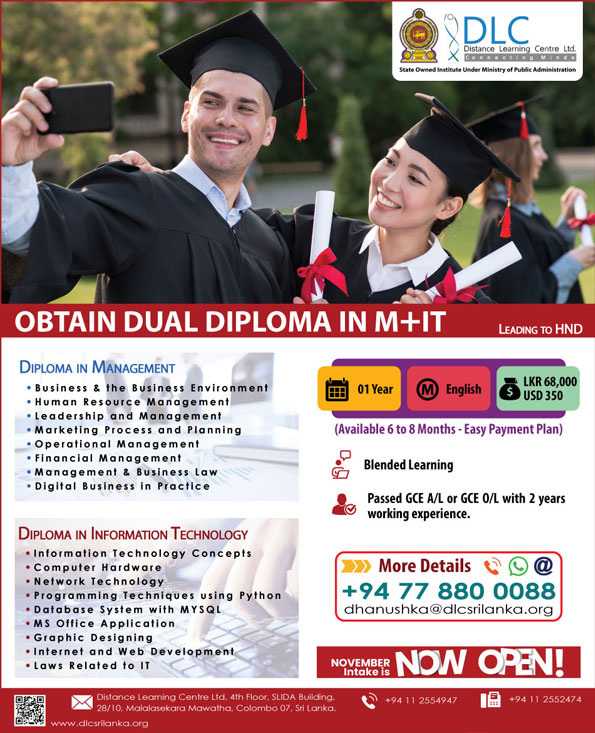 DLC
Distance Learning Centre Ltd.
Connecting Minds
State Owned Institute Under Ministry of Public Administration
OBTAIN DUAL DIPLOMA IN M+IT
LEADING TO HND
DIPLOMA IN MANAGEMENT
• Business & the Business Environment
• Human Resource Management
• Leadership and Management
• Marketing Process and Planning
• Operational Management
• Financial Management
• Management & Business Law
• Digital Business in Practice
01 Year
M English
$ LKR 68,000
USD 350
(Available 6 to 8 Months - Easy Payment Plan)
Blended Learning
Passed GCE A/L or GCE O/L with 2 years
working experience.
DIPLOMA IN INFORMATION TECHNOLOGY
• Information Technology Concepts
• Computer Hardware
• Network Technology
• Programming Techniques using Python
• Database System with MYSQL
• MS Office Application
• Graphic Designing
• Internet and Web Development
• Laws Related to IT
More Details @
+94 77 880 0088
dhanushka@dlcsrilanka.org
NOVEMBER
Intake is
NOW OPEN!
Distance Learning Centre Ltd. 4th Floor, SLIDA Building,
28/10, Malalasekara Mawatha, Colombo 07, Sri Lanka.
+94 11 2554947
+94 11 2552474
www.dlcsrilanka.org